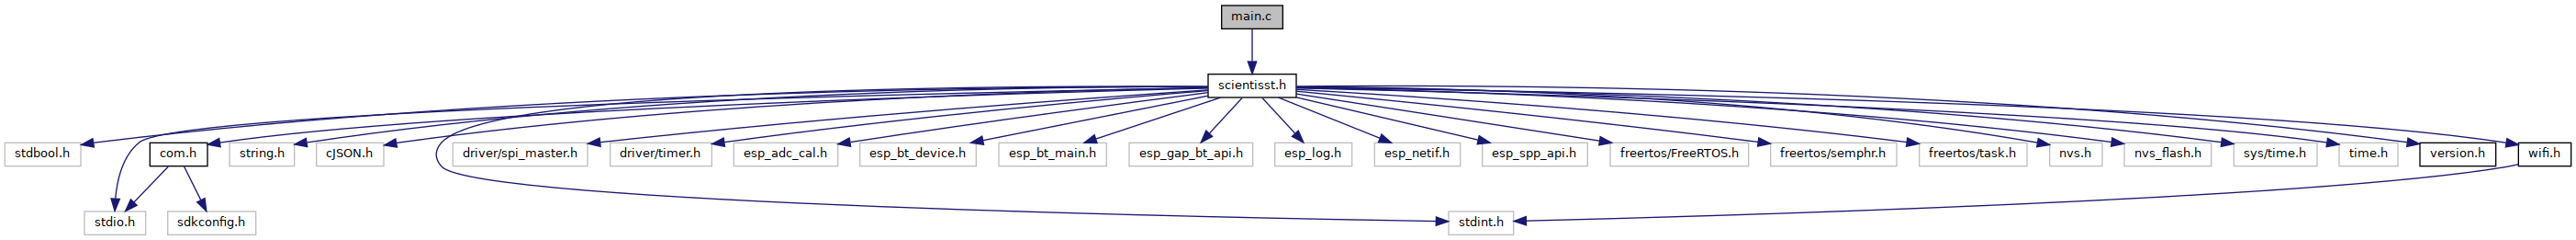 main.c
scientisst.h
stdbool.h
com.h
string.h
cJSON.h
driver/spi_master.h
driver/timer.h
esp_adc_cal.h
esp_bt_device.h
esp_bt_main.h
esp_gap_bt_api.h
esp_log.h
esp_netif.h
esp_spp_api.h
freertos/FreeRTOS.h
freertos/semphr.h
freertos/task.h
nvs.h
nvs_flash.h
sys/time.h
time.h
version.h
wifi.h
stdio.h
sdkconfig.h
stdint.h